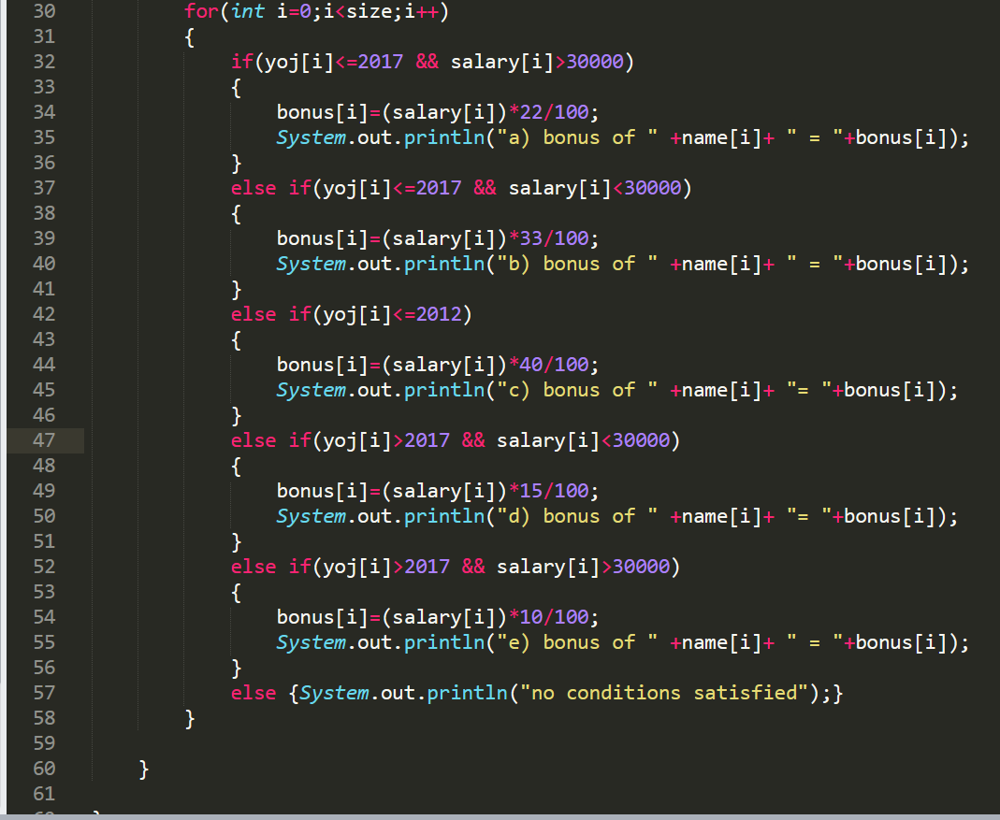 30 for(int i=0;i<size;i++)
31 {
32 if(yoj[i]<=2017 && salary[i]>30000)
33 {
34 bonus[i]=(salary[i])*22/100;
35 System.out.println("a) bonus of " +name[i]+ " = "+bonus[i]);
36 }
37 else if(yoj[i]<=2017 && salary[i]<30000)
38 {
39 bonus[i]=(salary[i])*33/100;
40 System.out.println("b) bonus of " +name[i]+ " = "+bonus[i]);
41 }
42 else if(yoj[i]<=2012)
43 {
44 bonus[i]=(salary[i])*40/100;
45 System.out.println("c) bonus of " +name[i]+ "= "+bonus[i]);
46 }
47 else if(yoj[i]>2017 && salary[i]<30000)
48 {
49 bonus[i]=(salary[i])*15/100;
50 System.out.println("d) bonus of " +name[i]+ "= "+bonus[i]);
51 }
52 else if(yoj[i]>2017 && salary[i]>30000)
53 {
54 bonus[i]=(salary[i])*10/100;
55 System.out.println("e) bonus of " +name[i]+ " = "+bonus[i]);
56 }
57 else {System.out.println("no conditions satisfied");}
58 }
59
60 }
61